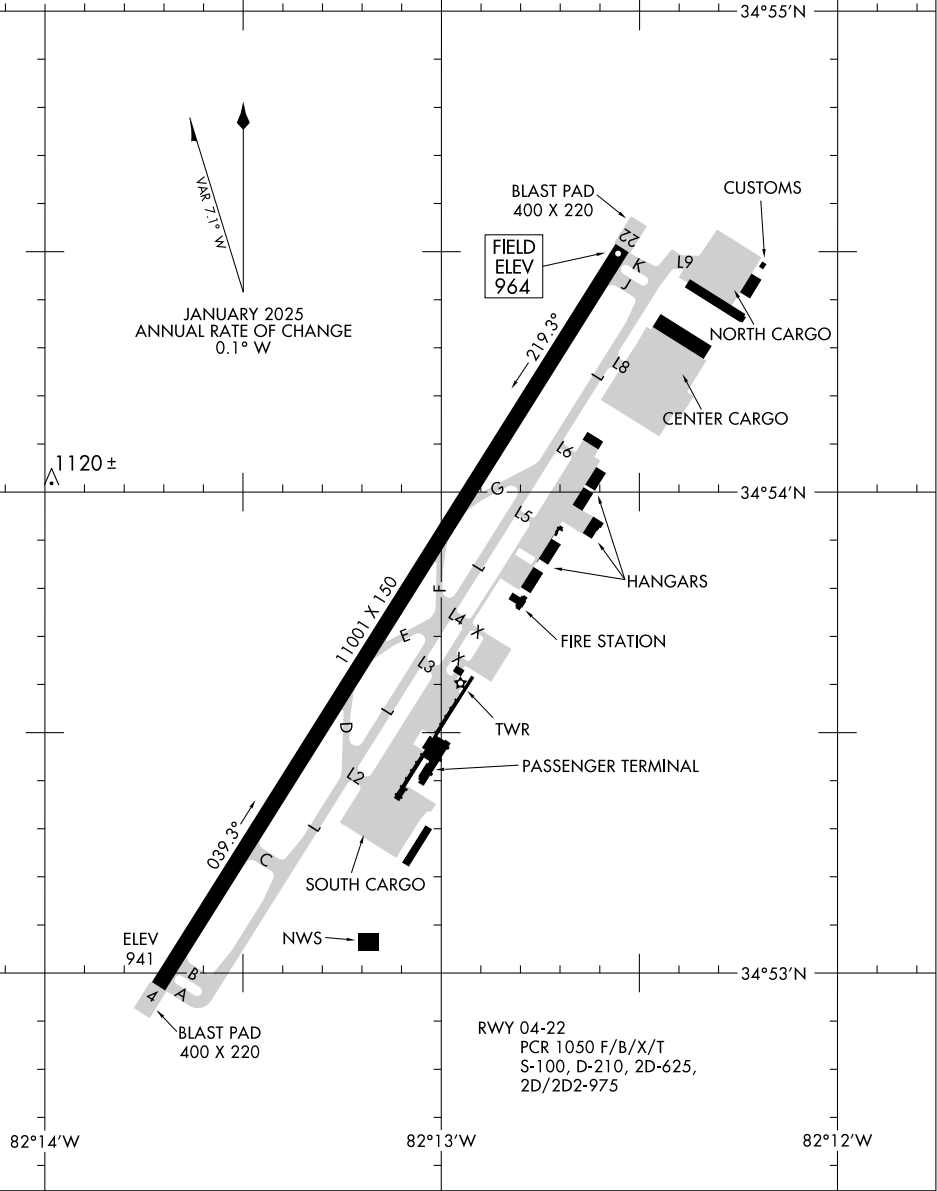 34°55'N
VAR 7.1° W
JANUARY 2025
ANNUAL RATE OF CHANGE
0.1° W
BLAST PAD
400 X 220
CUSTOMS
22
FIELD
ELEV
964
K
J
L9
219.3°
NORTH CARGO
L8
L
CENTER CARGO
1120 ±
L6
G
34°54'N
L5
L
HANGARS
11001 X 150
F
L4
X
FIRE STATION
E
L3
X
L
TWR
D
L2
PASSENGER TERMINAL
L
039.3°
C
SOUTH CARGO
ELEV
941
NWS
B
A
4
34°53'N
BLAST PAD
400 X 220
RWY 04-22
PCR 1050 F/B/X/T
S-100, D-210, 2D-625,
2D/2D2-975
82°14'W
82°13'W
82°12'W